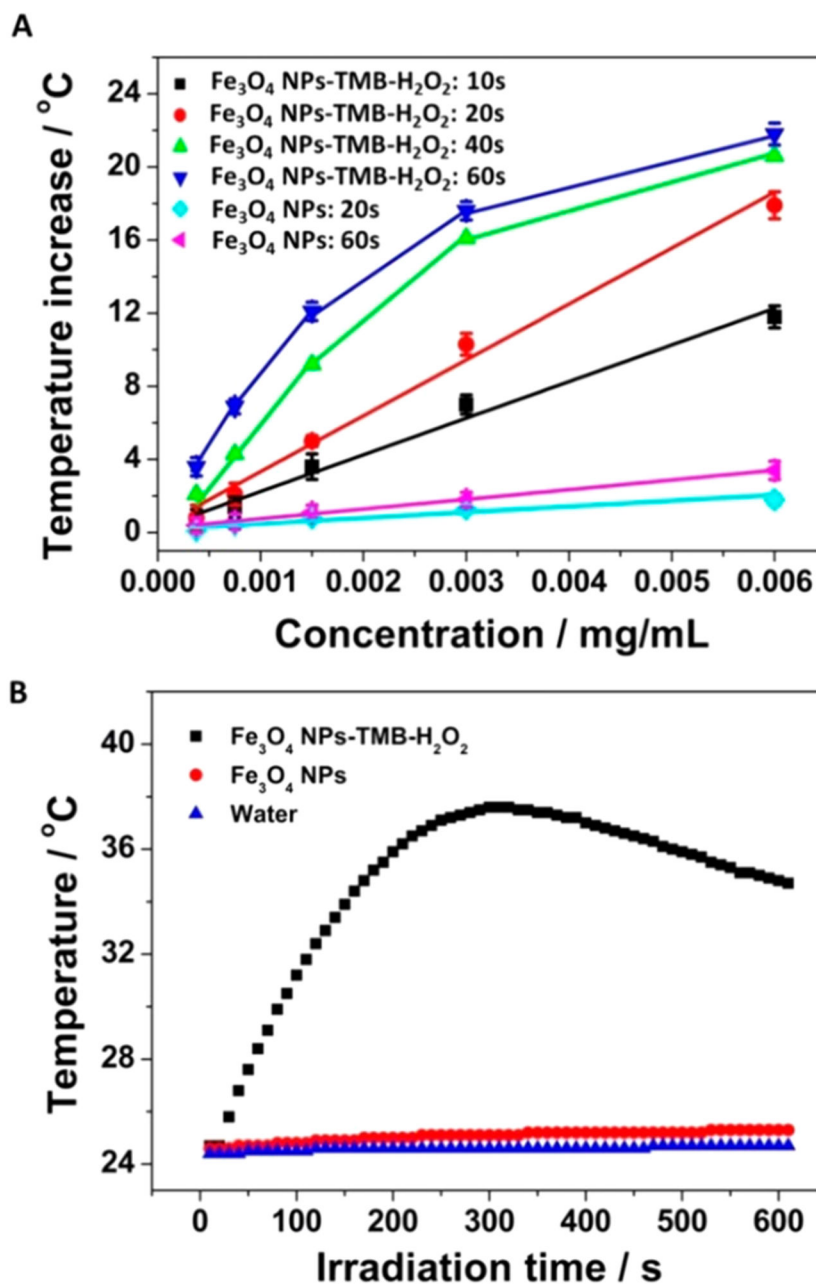 A
Fe₃O₄ NPs-TMB-H₂O₂: 10s
Fe₃O₄ NPs-TMB-H₂O₂: 20s
Fe₃O₄ NPs-TMB-H₂O₂: 40s
Fe₃O₄ NPs-TMB-H₂O₂: 60s
Fe₃O₄ NPs: 20s
Fe₃O₄ NPs: 60s
Temperature increase / °C
24
20
16
12
8
4
0
0.000 0.001 0.002 0.003 0.004 0.005 0.006
Concentration / mg/mL
B
Fe₃O₄ NPs-TMB-H₂O₂
Fe₃O₄ NPs
Water
Temperature / °C
40
36
32
28
24
0 100 200 300 400 500 600
Irradiation time / s